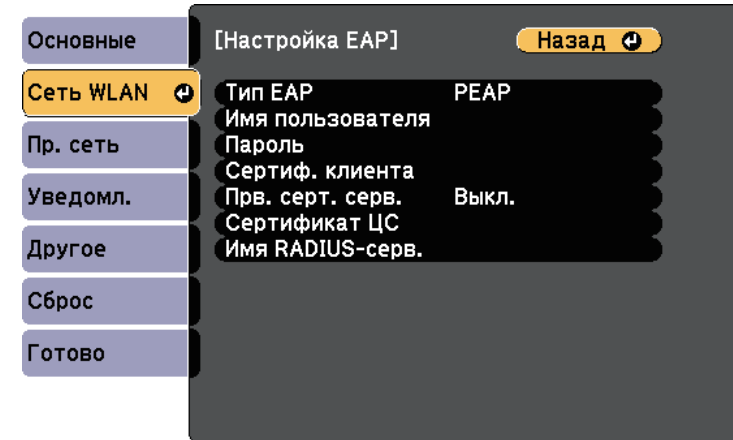 Основные
Сеть WLAN
Пр. сеть
Уведомл.
Другое
Сброс
Готово
[Настройка EAP]
Назад
Тип EAP PEAP
Имя пользователя
Пароль
Сертиф. клиента
Прв. серт. серв. Выкл.
Сертификат ЦС
Имя RADIUS-серв.